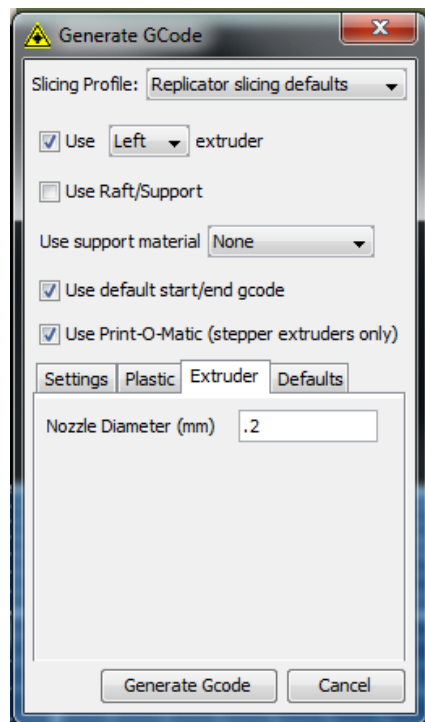 Generate GCode
X
Slicing Profile: Replicator slicing defaults
Use Left extruder
Use Raft/Support
Use support material None
Use default start/end gcode
Use Print-O-Matic (stepper extruders only)
Settings Plastic Extruder Defaults
Nozzle Diameter (mm) .2
Generate Gcode Cancel